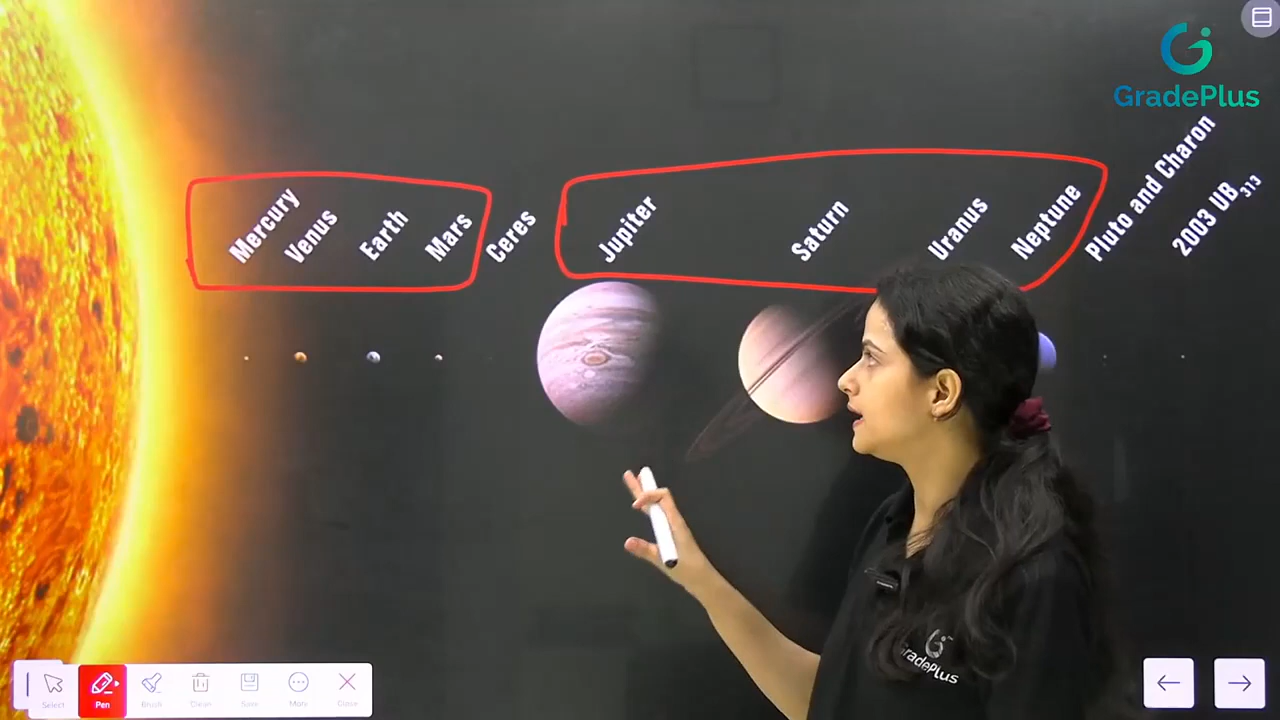 GradePlus
Mercury
Venus
Earth
Mars
Ceres
Jupiter
Saturn
Uranus
Neptune
Pluto and Charon
2003 UB313
GradePlus
Select
Pen
Brush
Clean
Save
More
Close